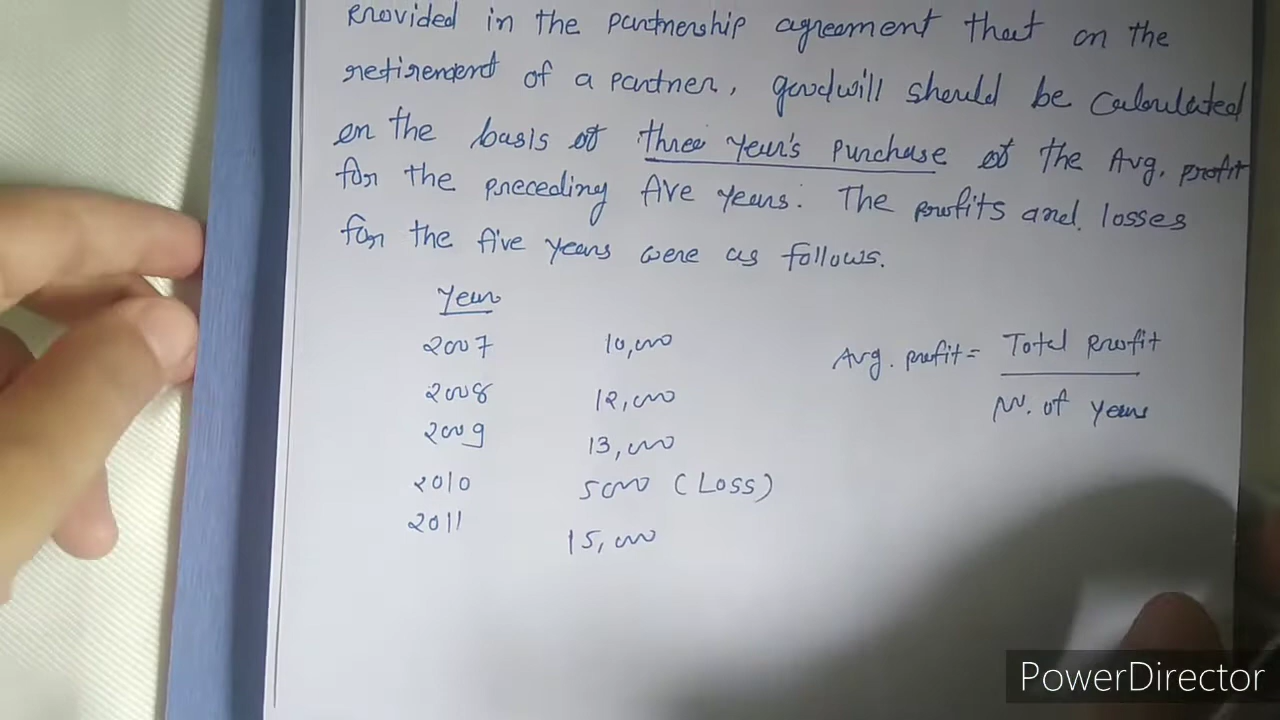 Provided in the partnership agreement that on the
retirement of a partner, goodwill should be calculated
on the basis of three Year's purchase of the Avg. profit
for the preceding five years. The profits and losses
for the five years were as follows.
Year
2007 10,000
2008 12,000
2009 13,000
2010 5000 (Loss)
2011 15,000
Avg. profit = Total Profit
No. of years
PowerDirector